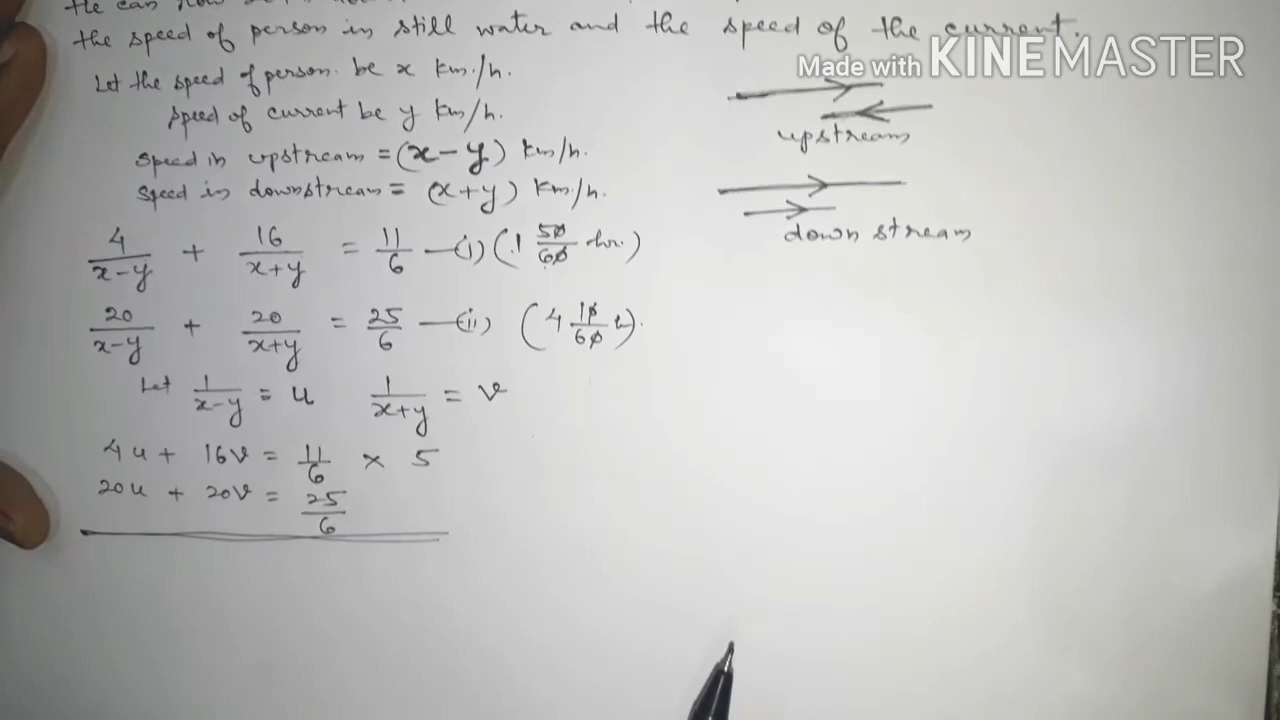 He can
the speed of person in still water and the speed of the current.
Made with KINEMASTER
Let the speed of person. be x km/h.
speed of current be y km/h.
upstream
speed in upstream = (x-y) km/h.
speed in downstream = (x+y) km/h.
down stream
4/(x-y) + 16/(x+y) = 11/6 —(i) (1 50/60 hr.)
20/(x-y) + 20/(x+y) = 25/6 —(ii) (4 10/60 h).
Let 1/(x-y) = u 1/(x+y) = v
4u + 16v = 11/6 × 5
20u + 20v = 25/6